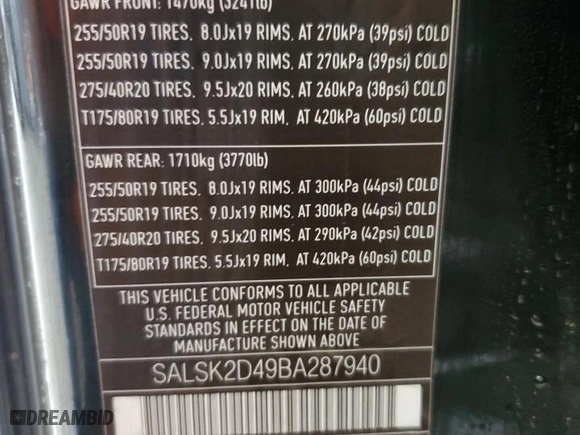 GAWR FRONT: 1470kg (3241lb)
255/50R19 TIRES, 8.0Jx19 RIMS, AT 270kPa (39psi) COLD
255/50R19 TIRES, 9.0Jx19 RIMS, AT 270kPa (39psi) COLD
275/40R20 TIRES, 9.5Jx20 RIMS, AT 260kPa (38psi) COLD
T175/80R19 TIRES, 5.5Jx19 RIM, AT 420kPa (60psi) COLD
GAWR REAR: 1710kg (3770lb)
255/50R19 TIRES, 8.0Jx19 RIMS, AT 300kPa (44psi) COLD
255/50R19 TIRES, 9.0Jx19 RIMS, AT 300kPa (44psi) COLD
275/40R20 TIRES, 9.5Jx20 RIMS, AT 290kPa (42psi) COLD
T175/80R19 TIRES, 5.5Jx19 RIM, AT 420kPa (60psi) COLD
THIS VEHICLE CONFORMS TO ALL APPLICABLE
U.S. FEDERAL MOTOR VEHICLE SAFETY
STANDARDS IN EFFECT ON THE DATE OF
MANUFACTURE SHOWN ABOVE
SALSK2D49BA287940
DREAMBID